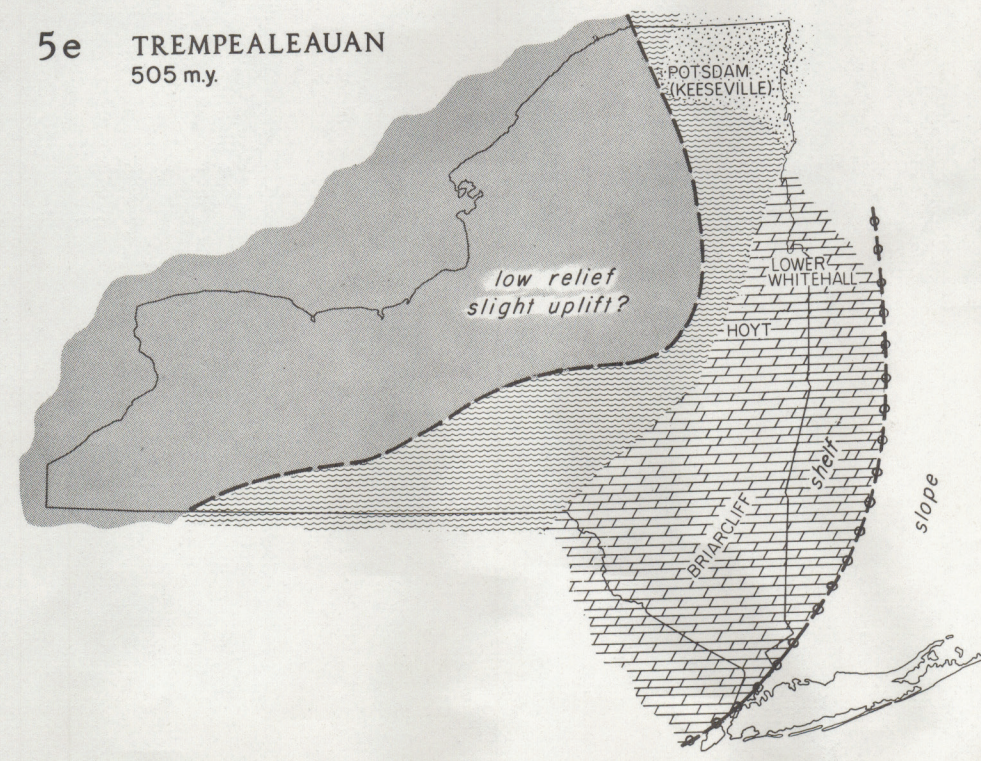 5e TREMPEALEAUAN
505 m.y.
POTSDAM
(KEESEVILLE)
low relief
slight uplift?
LOWER
WHITEHALL
HOYT
shelf
BRIARCLIFF
slope